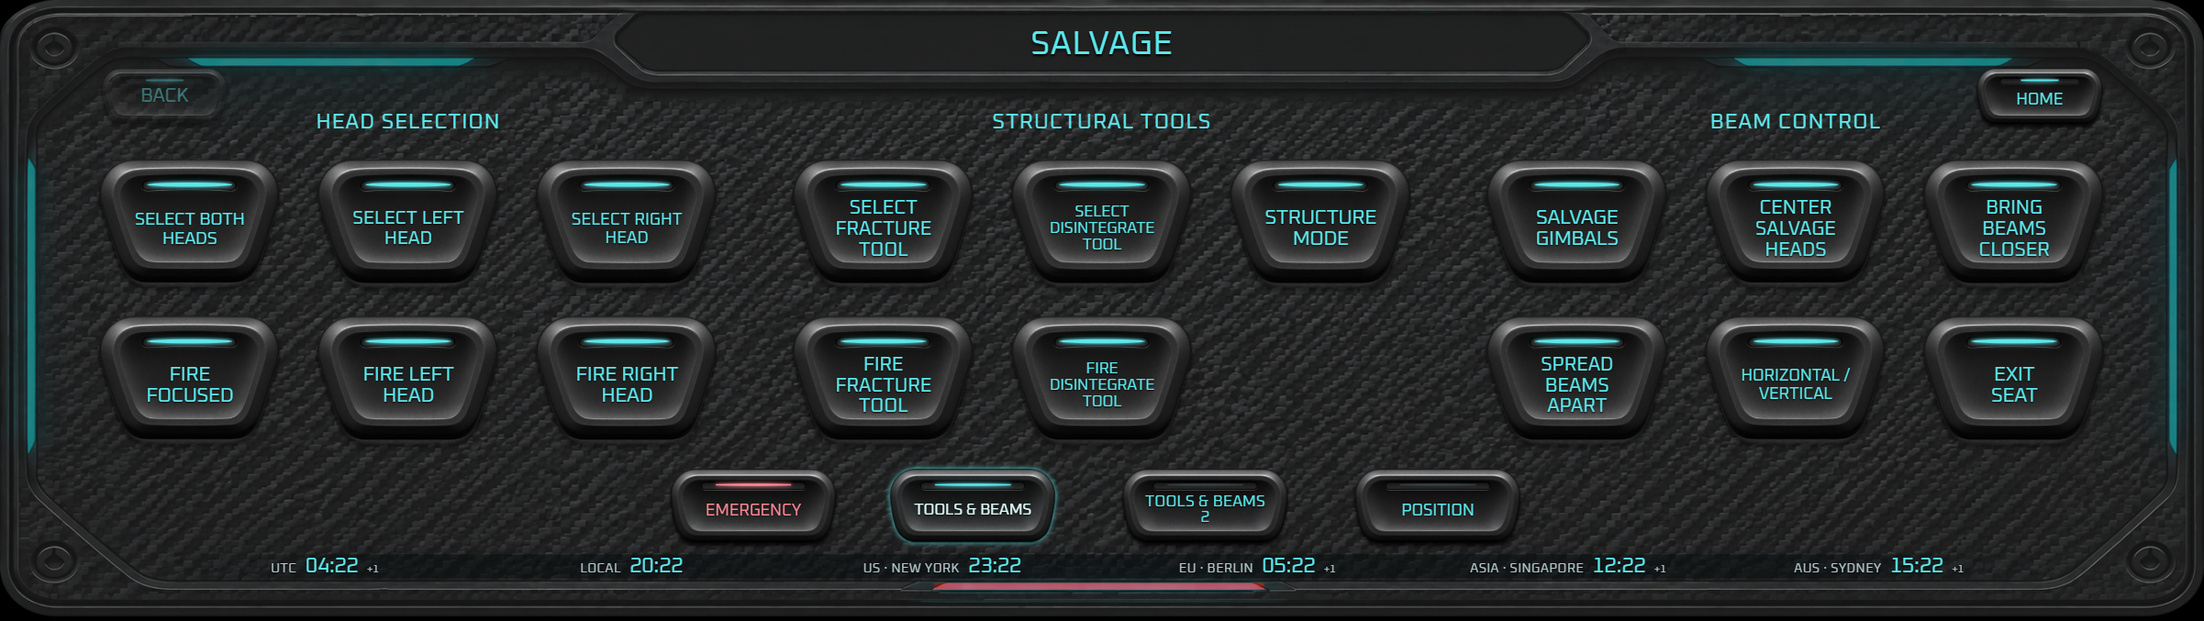 SALVAGE
BACK
HOME
HEAD SELECTION
STRUCTURAL TOOLS
BEAM CONTROL
SELECT BOTH
HEADS
SELECT LEFT
HEAD
SELECT RIGHT
HEAD
SELECT
FRACTURE
TOOL
SELECT
DISINTEGRATE
TOOL
STRUCTURE
MODE
SALVAGE
GIMBALS
CENTER
SALVAGE
HEADS
BRING
BEAMS
CLOSER
FIRE
FOCUSED
FIRE LEFT
HEAD
FIRE RIGHT
HEAD
FIRE
FRACTURE
TOOL
FIRE
DISINTEGRATE
TOOL
SPREAD
BEAMS
APART
HORIZONTAL /
VERTICAL
EXIT
SEAT
EMERGENCY
TOOLS & BEAMS
TOOLS & BEAMS
2
POSITION
UTC 04:22 +1
LOCAL 20:22
US · NEW YORK 23:22
EU · BERLIN 05:22 +1
ASIA · SINGAPORE 12:22 +1
AUS · SYDNEY 15:22 +1